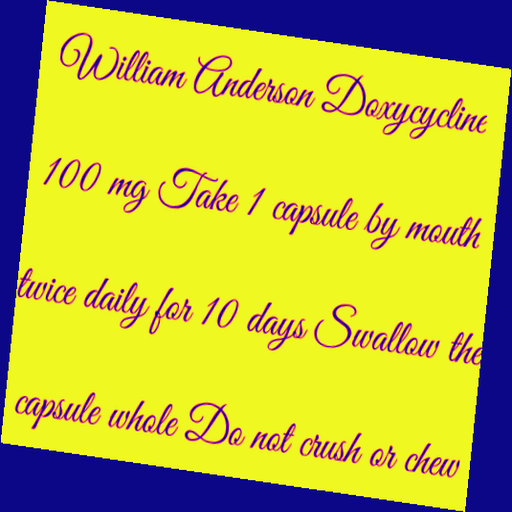 William Anderson Doxycycline
100 mg Take 1 capsule by mouth
twice daily for 10 days Swallow the
capsule whole Do not crush or chew